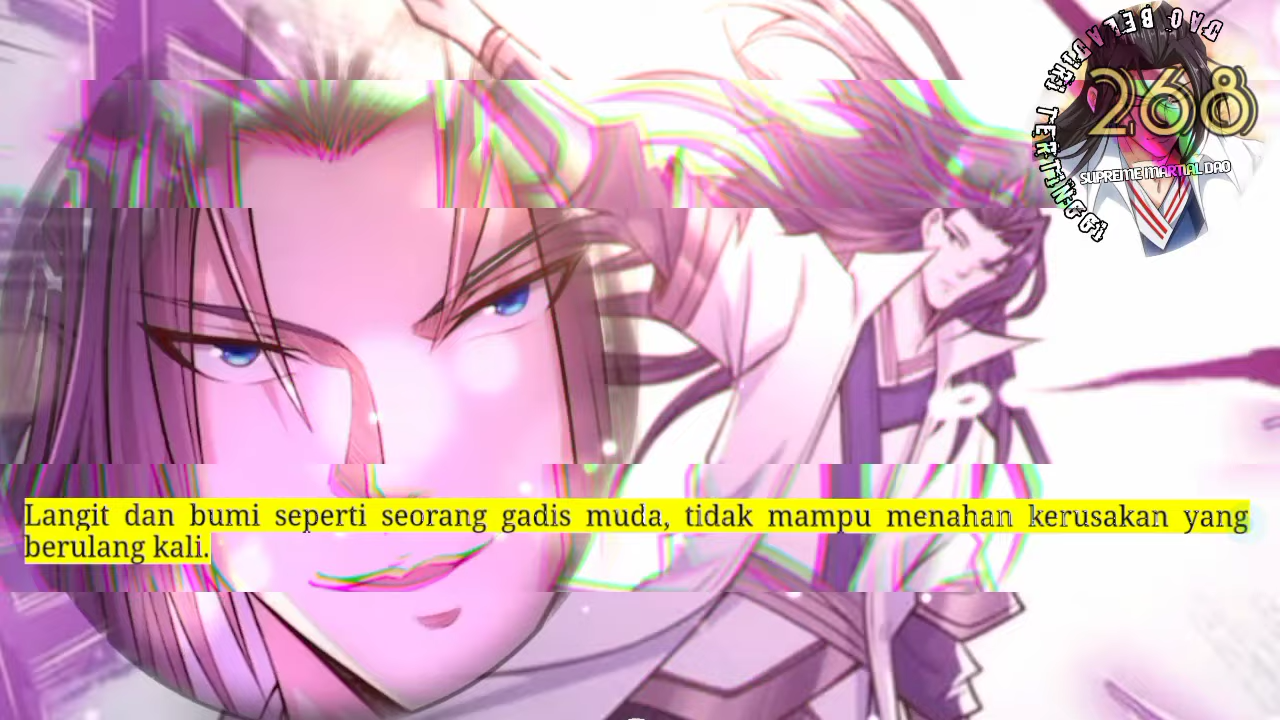 DAO BELADIRI TERTINGGI
268
SUPREME MARTIAL DAO
Langit dan bumi seperti seorang gadis muda, tidak mampu menahan kerusakan yang
berulang kali.